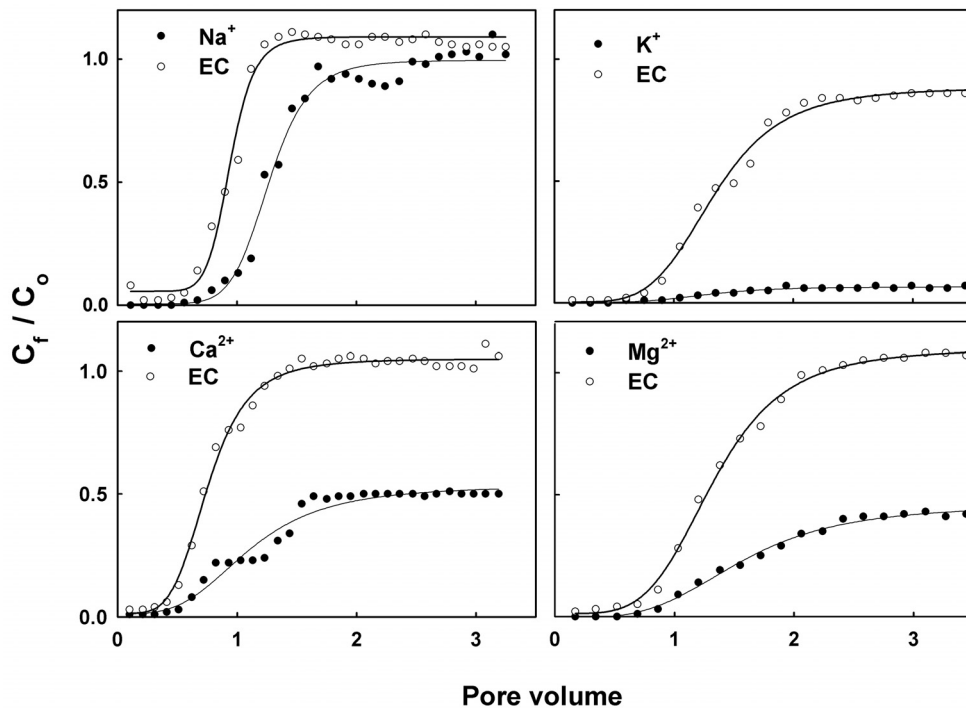 Na+
EC
K+
EC
1.0
0.5
0.0
Ca2+
EC
Mg2+
EC
1.0
0.5
0.0
0
1
2
3
0
1
2
3
Cf / Co
Pore volume